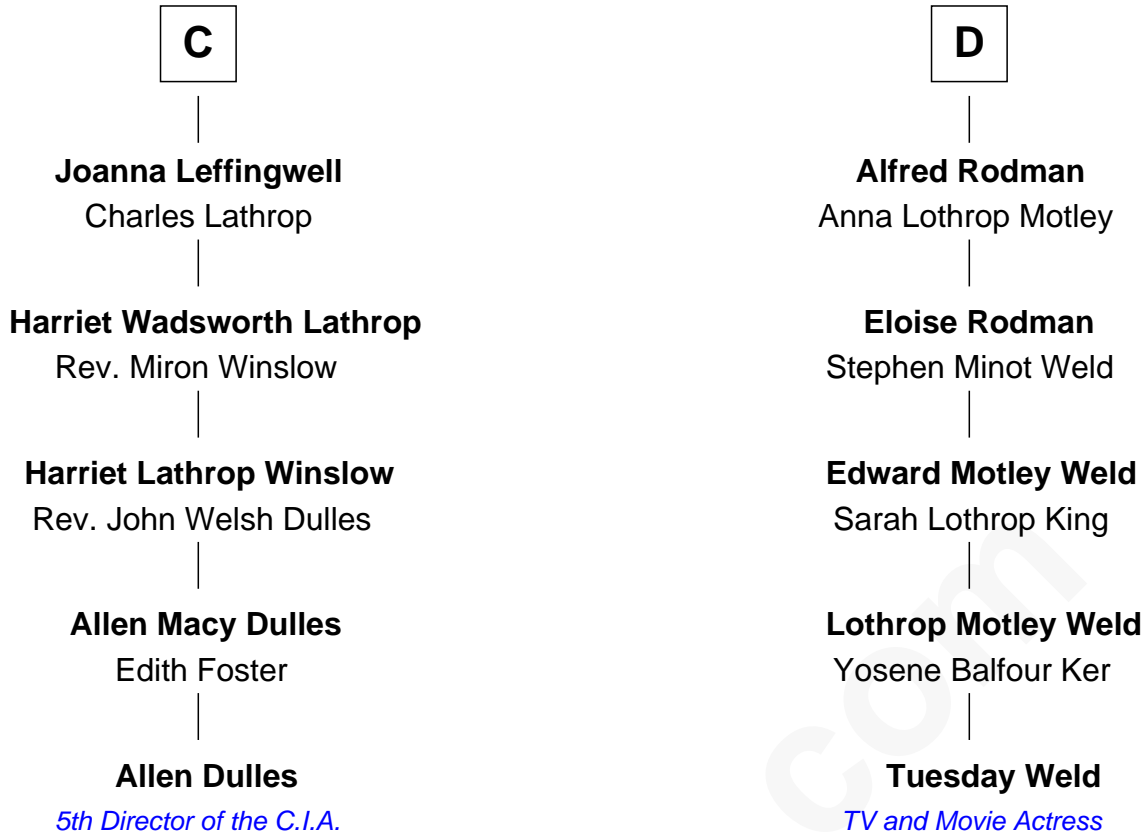 C
Joanna Leffingwell
Charles Lathrop
Harriet Wadsworth Lathrop
Rev. Miron Winslow
Harriet Lathrop Winslow
Rev. John Welsh Dulles
Allen Macy Dulles
Edith Foster
Allen Dulles
5th Director of the C.I.A.
D
Alfred Rodman
Anna Lothrop Motley
Eloise Rodman
Stephen Minot Weld
Edward Motley Weld
Sarah Lothrop King
Lothrop Motley Weld
Yosene Balfour Ker
Tuesday Weld
TV and Movie Actress
com